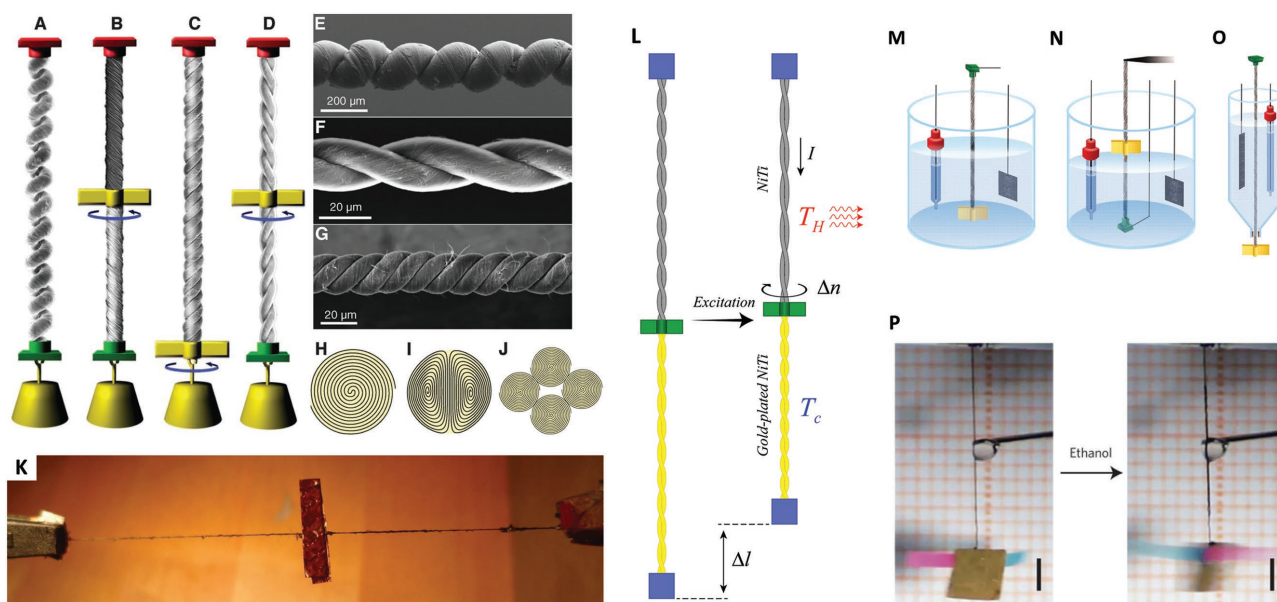 A
B
C
D
E
200 µm
F
20 µm
G
20 µm
H
I
J
K
L
NiTi
I
T_H
Excitation
Δn
Gold-plated NiTi
T_c
Δl
M
N
O
P
Ethanol